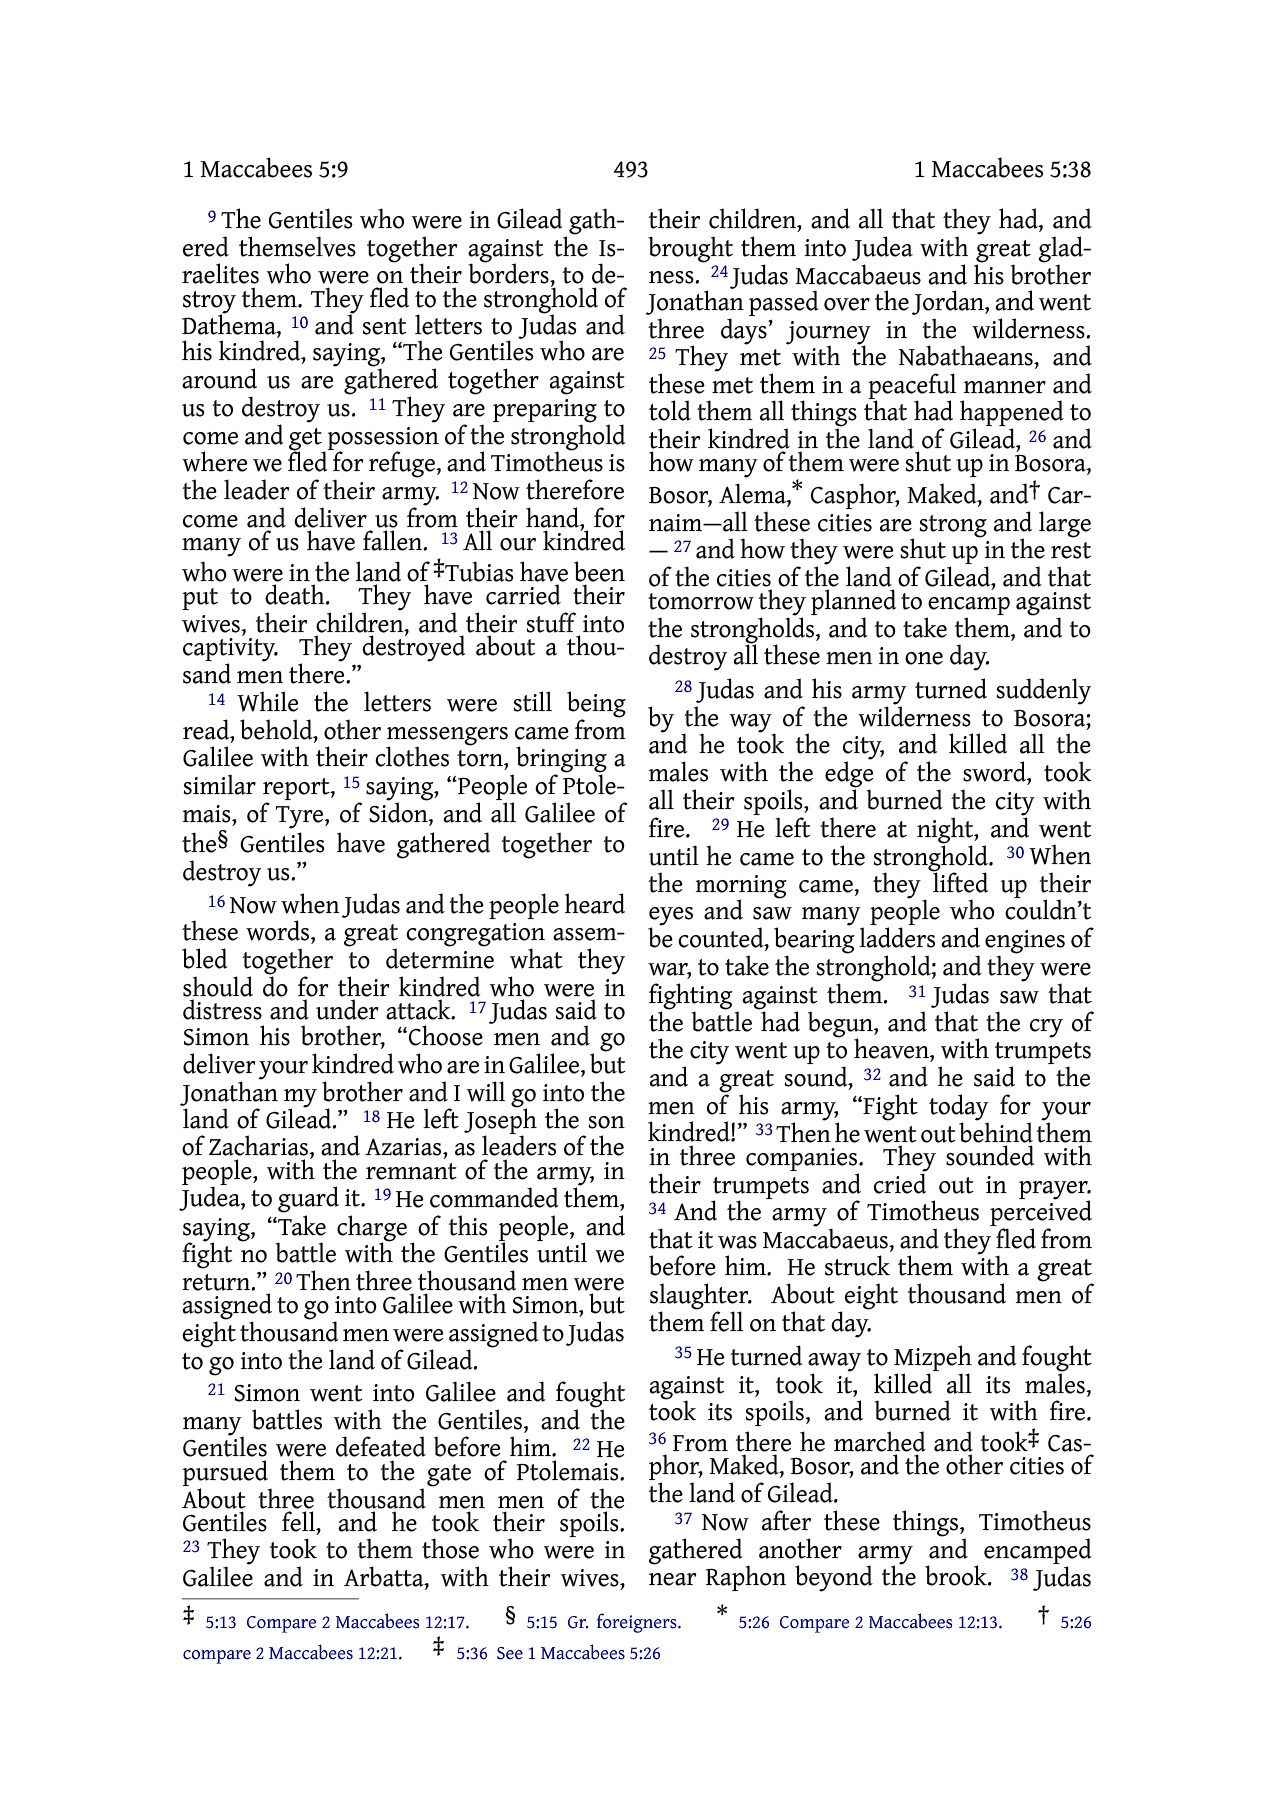 1 Maccabees 5:9 493 1 Maccabees 5:38
9 The Gentiles who were in Gilead gath-
ered themselves together against the Is-
raelites who were on their borders, to de-
stroy them. They fled to the stronghold of
Dathema, 10 and sent letters to Judas and
his kindred, saying, “The Gentiles who are
around us are gathered together against
us to destroy us. 11 They are preparing to
come and get possession of the stronghold
where we fled for refuge, and Timotheus is
the leader of their army. 12 Now therefore
come and deliver us from their hand, for
many of us have fallen. 13 All our kindred
who were in the land of ‡Tubias have been
put to death. They have carried their
wives, their children, and their stuff into
captivity. They destroyed about a thou-
sand men there.”
14 While the letters were still being
read, behold, other messengers came from
Galilee with their clothes torn, bringing a
similar report, 15 saying, “People of Ptole-
mais, of Tyre, of Sidon, and all Galilee of
the§ Gentiles have gathered together to
destroy us.”
16 Now when Judas and the people heard
these words, a great congregation assem-
bled together to determine what they
should do for their kindred who were in
distress and under attack. 17 Judas said to
Simon his brother, “Choose men and go
deliver your kindred who are in Galilee, but
Jonathan my brother and I will go into the
land of Gilead.” 18 He left Joseph the son
of Zacharias, and Azarias, as leaders of the
people, with the remnant of the army, in
Judea, to guard it. 19 He commanded them,
saying, “Take charge of this people, and
fight no battle with the Gentiles until we
return.” 20 Then three thousand men were
assigned to go into Galilee with Simon, but
eight thousand men were assigned to Judas
to go into the land of Gilead.
21 Simon went into Galilee and fought
many battles with the Gentiles, and the
Gentiles were defeated before him. 22 He
pursued them to the gate of Ptolemais.
About three thousand men men of the
Gentiles fell, and he took their spoils.
23 They took to them those who were in
Galilee and in Arbatta, with their wives,
their children, and all that they had, and
brought them into Judea with great glad-
ness. 24 Judas Maccabaeus and his brother
Jonathan passed over the Jordan, and went
three days’ journey in the wilderness.
25 They met with the Nabathaeans, and
these met them in a peaceful manner and
told them all things that had happened to
their kindred in the land of Gilead, 26 and
how many of them were shut up in Bosora,
Bosor, Alema,* Casphor, Maked, and† Car-
naim—all these cities are strong and large
— 27 and how they were shut up in the rest
of the cities of the land of Gilead, and that
tomorrow they planned to encamp against
the strongholds, and to take them, and to
destroy all these men in one day.
28 Judas and his army turned suddenly
by the way of the wilderness to Bosora;
and he took the city, and killed all the
males with the edge of the sword, took
all their spoils, and burned the city with
fire. 29 He left there at night, and went
until he came to the stronghold. 30 When
the morning came, they lifted up their
eyes and saw many people who couldn’t
be counted, bearing ladders and engines of
war, to take the stronghold; and they were
fighting against them. 31 Judas saw that
the battle had begun, and that the cry of
the city went up to heaven, with trumpets
and a great sound, 32 and he said to the
men of his army, “Fight today for your
kindred!” 33 Then he went out behind them
in three companies. They sounded with
their trumpets and cried out in prayer.
34 And the army of Timotheus perceived
that it was Maccabaeus, and they fled from
before him. He struck them with a great
slaughter. About eight thousand men of
them fell on that day.
35 He turned away to Mizpeh and fought
against it, took it, killed all its males,
took its spoils, and burned it with fire.
36 From there he marched and took‡ Cas-
phor, Maked, Bosor, and the other cities of
the land of Gilead.
37 Now after these things, Timotheus
gathered another army and encamped
near Raphon beyond the brook. 38 Judas
‡ 5:13 Compare 2 Maccabees 12:17. § 5:15 Gr. foreigners. * 5:26 Compare 2 Maccabees 12:13. † 5:26
compare 2 Maccabees 12:21. ‡ 5:36 See 1 Maccabees 5:26